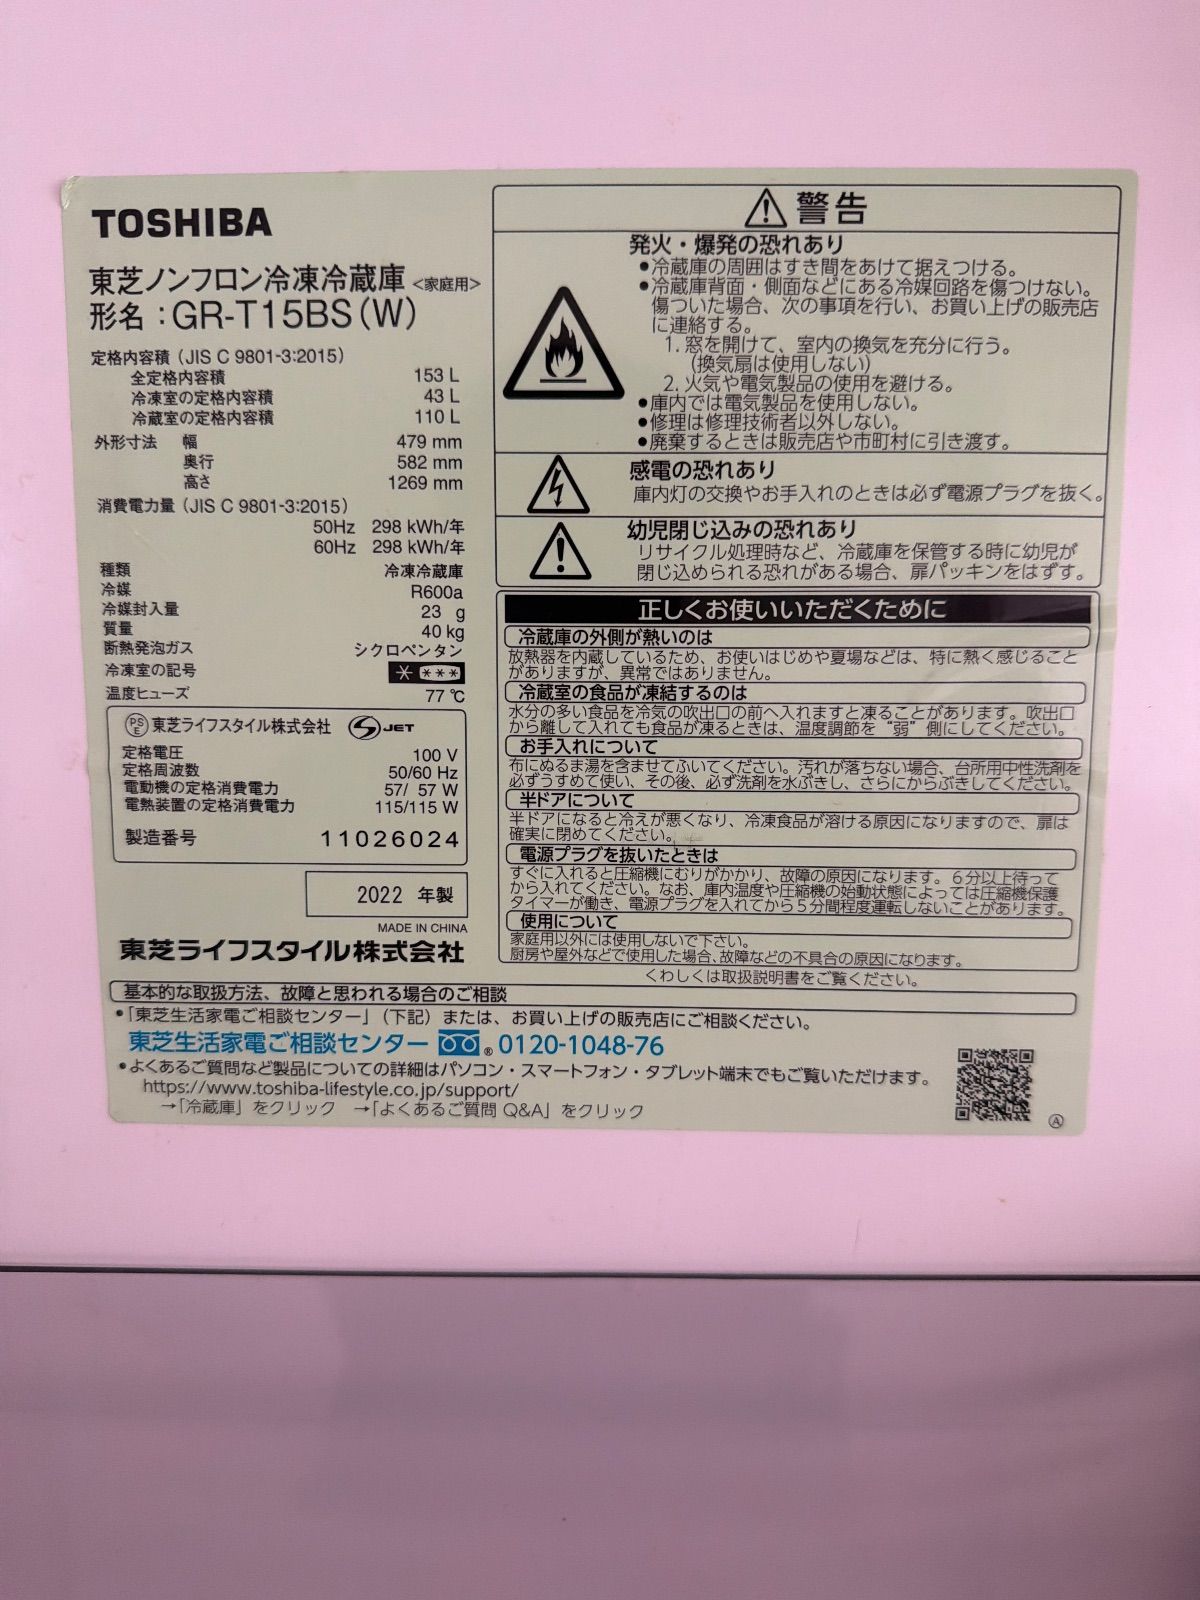 TOSHIBA
東芝ノンフロン冷凍冷蔵庫 <家庭用>
形名 : GR-T15BS(W)
定格内容積 (JIS C 9801-3:2015)
全定格内容積 153 L
冷凍室の定格内容積 43 L
冷蔵室の定格内容積 110 L
外形寸法 幅 479 mm
奥行 582 mm
高さ 1269 mm
消費電力量 (JIS C 9801-3:2015)
50Hz 298 kWh/年
60Hz 298 kWh/年
種類 冷凍冷蔵庫
冷媒 R600a
冷媒封入量 23 g
質量 40 kg
断熱発泡ガス シクロペンタン
冷凍室の記号 * ***
温度ヒューズ 77 ℃
PSE 東芝ライフスタイル株式会社 JET
定格電圧 100 V
定格周波数 50/60 Hz
電動機の定格消費電力 57/ 57 W
電熱装置の定格消費電力 115/115 W
製造番号 11026024
2022 年製
MADE IN CHINA
東芝ライフスタイル株式会社
警告
発火・爆発の恐れあり
●冷蔵庫の周囲はすき間をあけて据えつける。
●冷蔵庫背面・側面などにある冷媒回路を傷つけない。
傷ついた場合、次の事項を行い、お買い上げの販売店
に連絡する。
1. 窓を開けて、室内の換気を充分に行う。
(換気扇は使用しない)
2. 火気や電気製品の使用を避ける。
●庫内では電気製品を使用しない。
●修理は修理技術者以外しない。
●廃棄するときは販売店や市町村に引き渡す。
感電の恐れあり
庫内灯の交換やお手入れのときは必ず電源プラグを抜く。
幼児閉じ込みの恐れあり
リサイクル処理時など、冷蔵庫を保管する時に幼児が
閉じ込められる恐れがある場合、扉パッキンをはずす。
正しくお使いいただくために
冷蔵庫の外側が熱いのは
放熱器を内蔵しているため、お使いはじめや夏場などは、特に熱く感じること
がありますが、異常ではありません。
冷蔵室の食品が凍結するのは
水分の多い食品を冷気の吹出口の前へ入れますと凍ることがあります。吹出口
から離して入れても食品が凍るときは、温度調節を“弱”側にしてください。
お手入れについて
布にぬるま湯を含ませてふいてください。汚れが落ちない場合、台所用中性洗剤を
必ずうすめて使い、その後、必ず洗剤を水ぶきし、さらにからぶきしてください。
半ドアについて
半ドアになると冷えが悪くなり、冷凍食品が溶ける原因になりますので、扉は
確実に閉めてください。
電源プラグを抜いたときは
すぐに入れると圧縮機にむりがかかり、故障の原因になります。6分以上待って
から入れてください。なお、庫内温度や圧縮機の始動状態によっては圧縮機保護
タイマーが働き、電源プラグを入れてから5分間程度運転しないことがあります。
使用について
家庭用以外には使用しないで下さい。
厨房や屋外などで使用した場合、故障などの不具合の原因になります。
くわしくは取扱説明書をご覧ください。
基本的な取扱方法、故障と思われる場合のご相談
●「東芝生活家電ご相談センター」(下記)または、お買い上げの販売店にご相談ください。
東芝生活家電ご相談センター ® 0120-1048-76
●よくあるご質問など製品についての詳細はパソコン・スマートフォン・タブレット端末でもご覧いただけます。
https://www.toshiba-lifestyle.co.jp/support/
→「冷蔵庫」をクリック →「よくあるご質問 Q&A」をクリック
Ⓐ